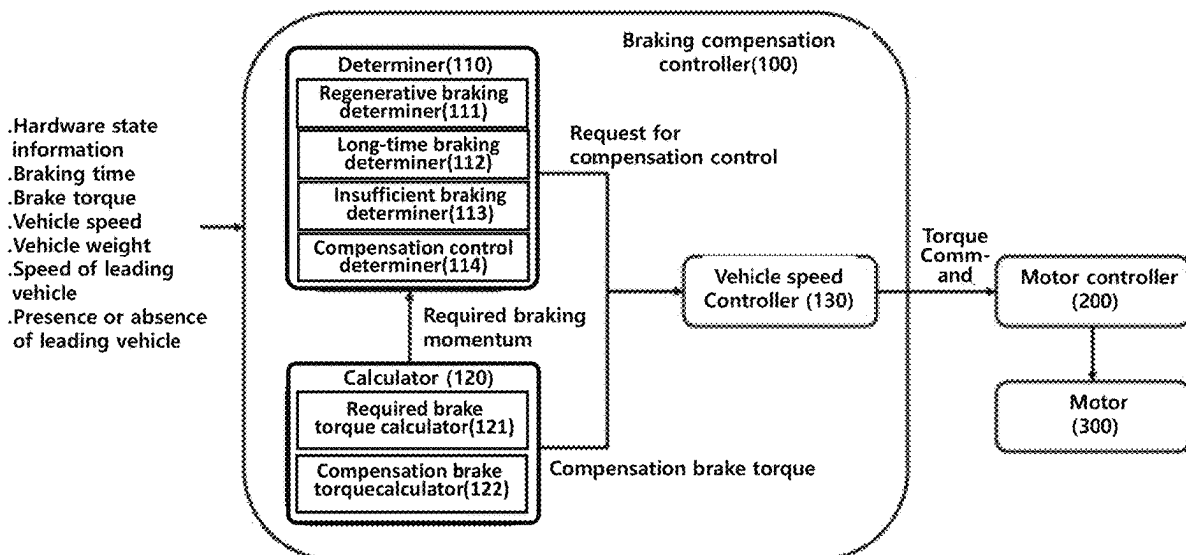 Braking compensation
controller(100)
Determiner(110)
Regenerative braking
determiner(111)
Long-time braking
determiner(112)
Insufficient braking
determiner(113)
Compensation control
determiner(114)
.Hardware state
information
.Braking time
.Brake torque
.Vehicle speed
.Vehicle weight
.Speed of leading
vehicle
.Presence or absence
of leading vehicle
Request for
compensation control
Required braking
momentum
Calculator (120)
Required brake
torque calculator(121)
Compensation brake
torquecalculator(122)
Compensation brake torque
Vehicle speed
Controller (130)
Torque
Comm-
and
Motor controller
(200)
Motor
(300)